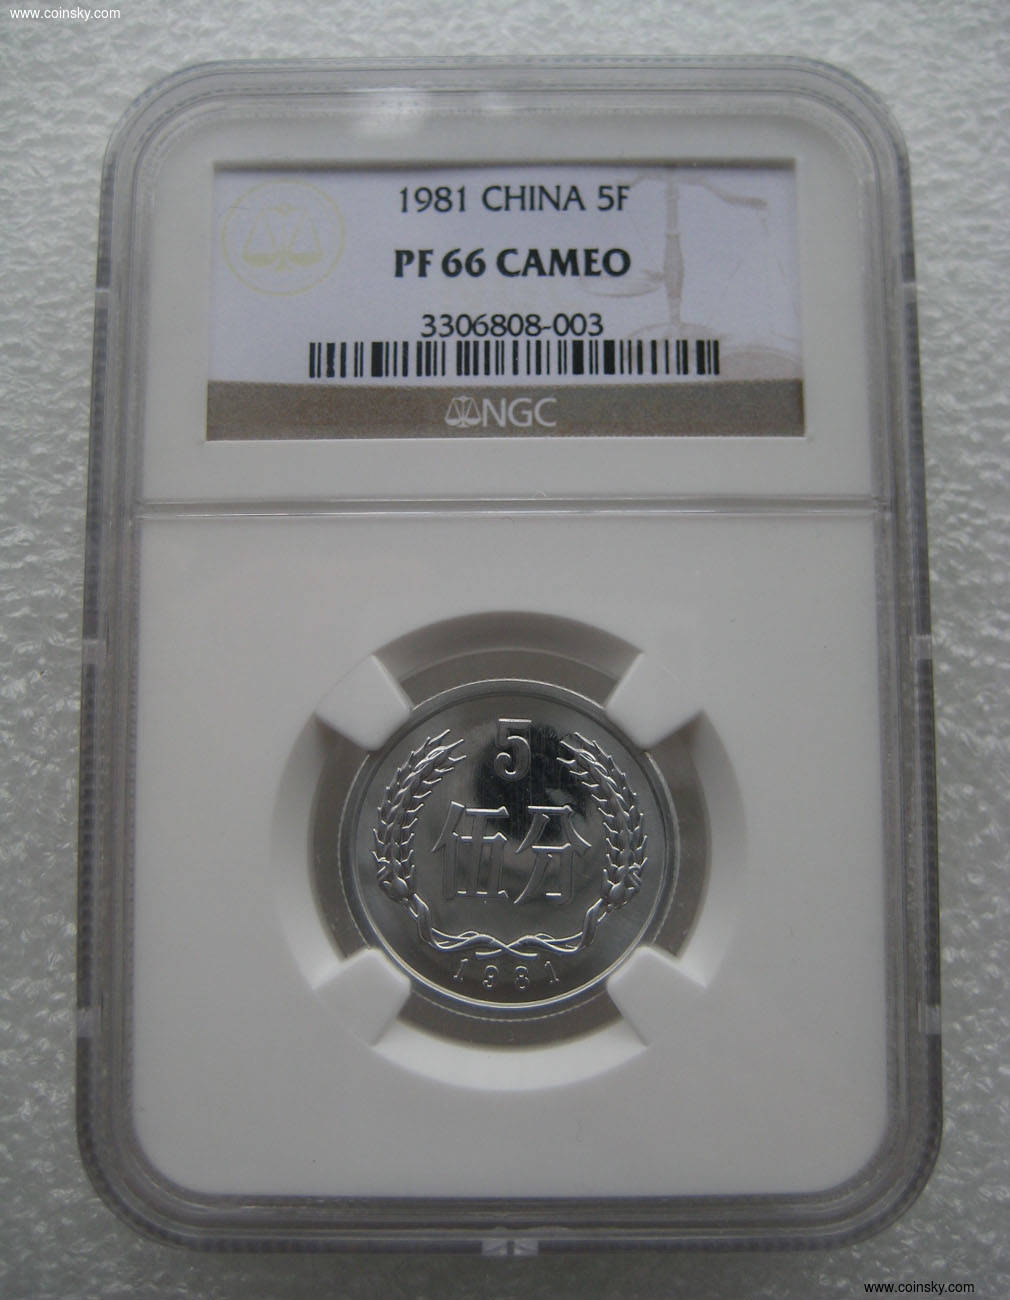 www.coinsky.com
1981 CHINA 5F
PF 66 CAMEO
3306808-003
NGC
5
伍分
1981
www.coinsky.com